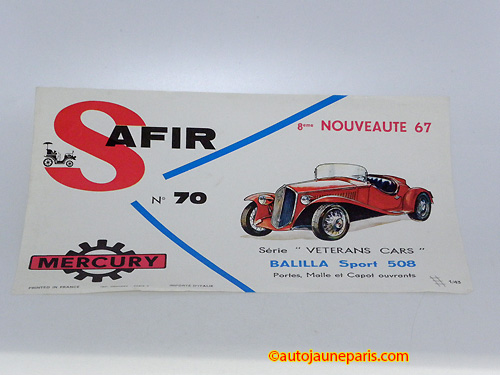 SAFIR
8eme NOUVEAUTE 67
N° 70
Série " VETERANS CARS "
BALILLA Sport 508
Portes, Malle et Capot ouvrants
MERCURY
PRINTED IN FRANCE
©autojauneparis.com